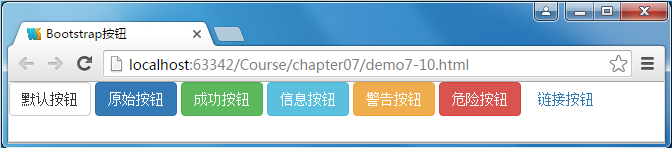 Bootstrap按钮
localhost:63342/Course/chapter07/demo7-10.html
默认按钮 原始按钮 成功按钮 信息按钮 警告按钮 危险按钮 链接按钮